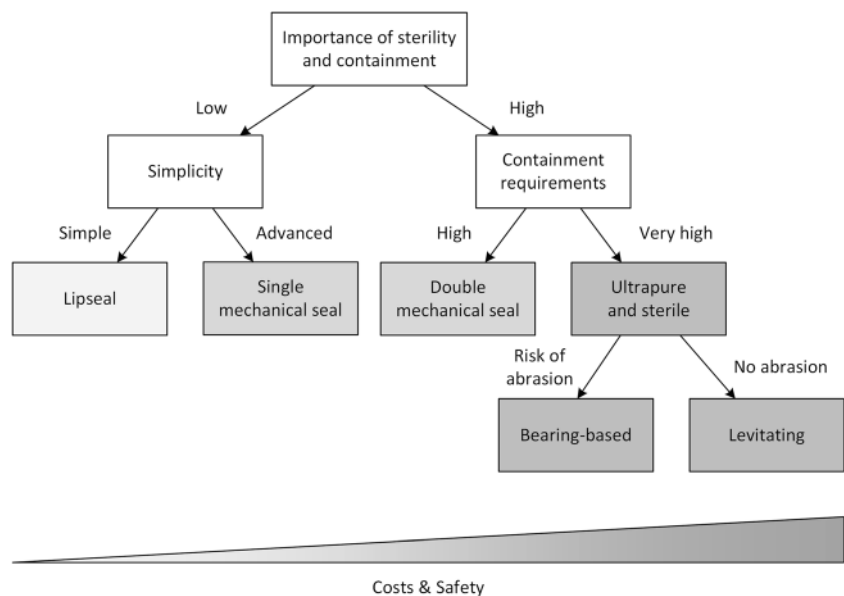 Importance of sterility
and containment
Low
High
Simplicity
Containment
requirements
Simple
Advanced
High
Very high
Lipseal
Single
mechanical seal
Double
mechanical seal
Ultrapure
and sterile
Risk of
abrasion
No abrasion
Bearing-based
Levitating
Costs & Safety